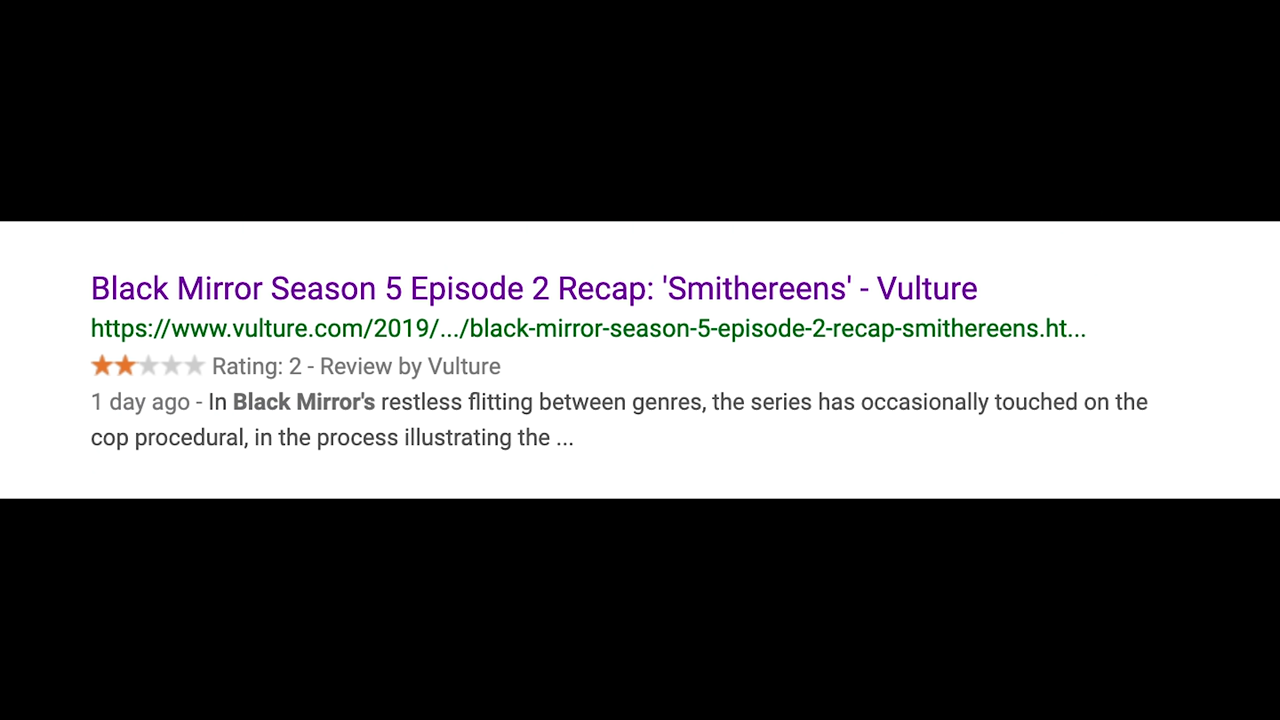 Black Mirror Season 5 Episode 2 Recap: 'Smithereens' - Vulture
https://www.vulture.com/2019/.../black-mirror-season-5-episode-2-recap-smithereens.ht...
Rating: 2 - Review by Vulture
1 day ago - In Black Mirror's restless flitting between genres, the series has occasionally touched on the
cop procedural, in the process illustrating the ...